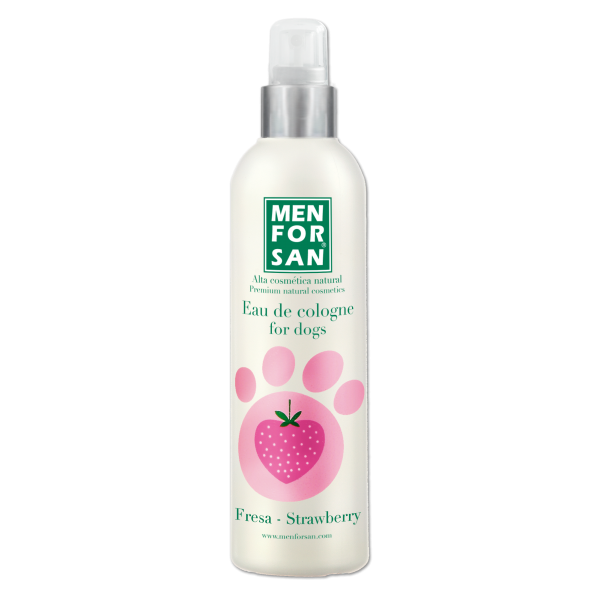 MEN
FOR
SAN®
Alta cosmética natural
Premium natural cosmetics
Eau de cologne
for dogs
Fresa - Strawberry
www.menforsan.com